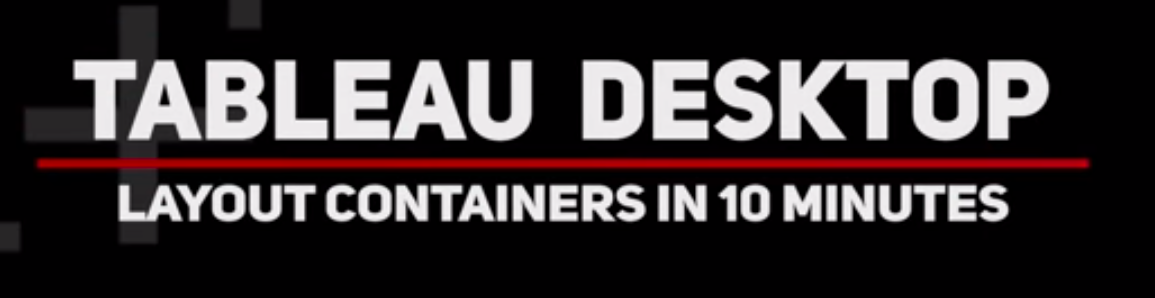 TABLEAU DESKTOP
LAYOUT CONTAINERS IN 10 MINUTES